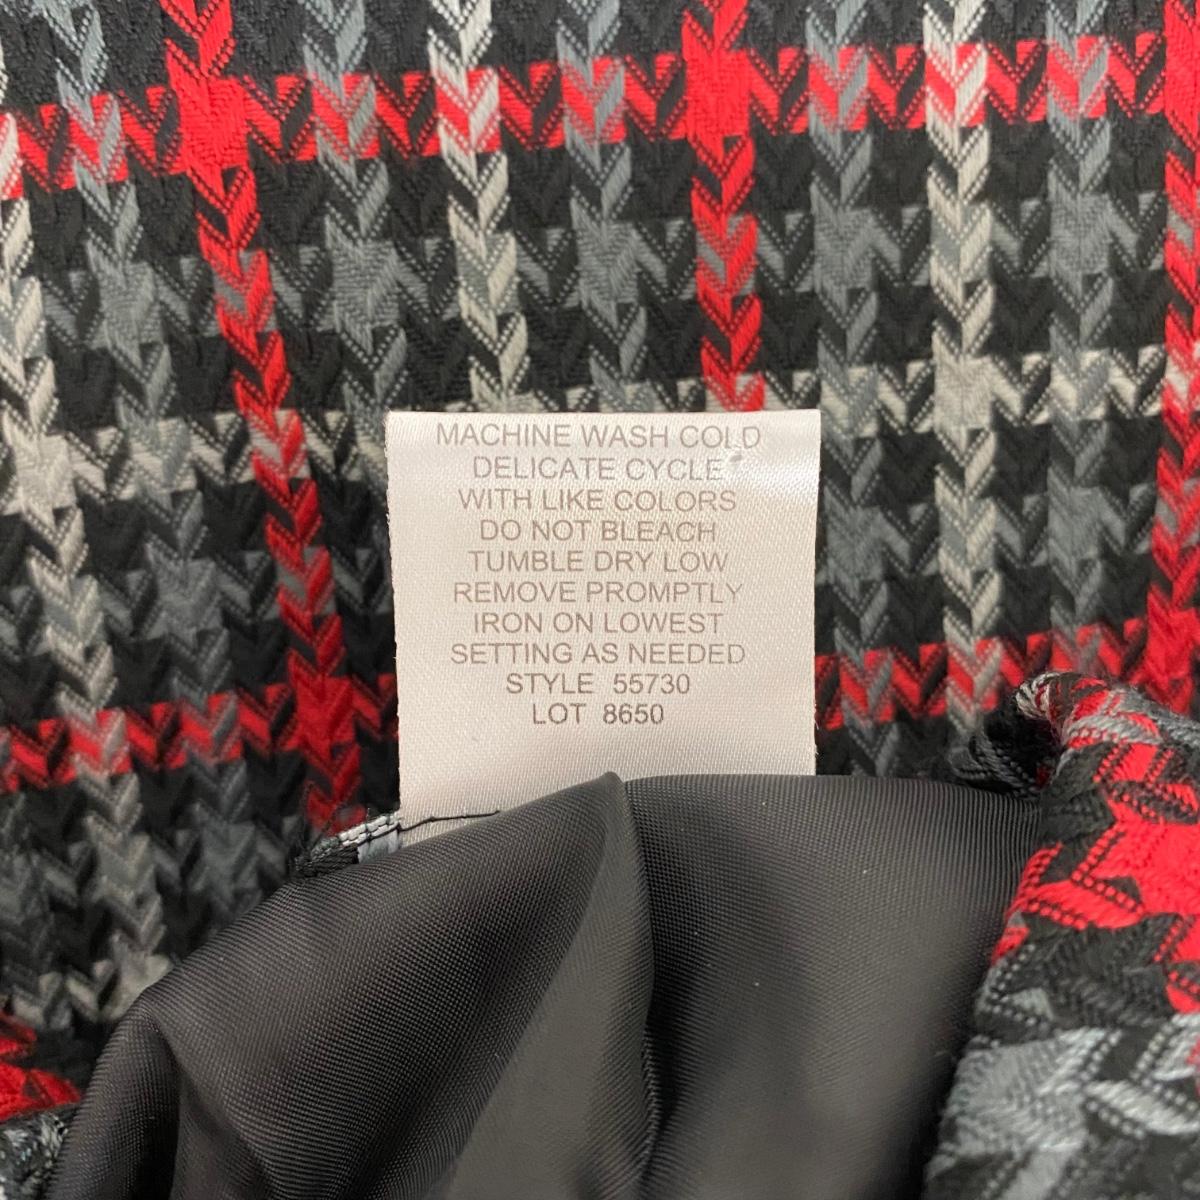 MACHINE WASH COLD
DELICATE CYCLE
WITH LIKE COLORS
DO NOT BLEACH
TUMBLE DRY LOW
REMOVE PROMPTLY
IRON ON LOWEST
SETTING AS NEEDED
STYLE 55730
LOT 8650